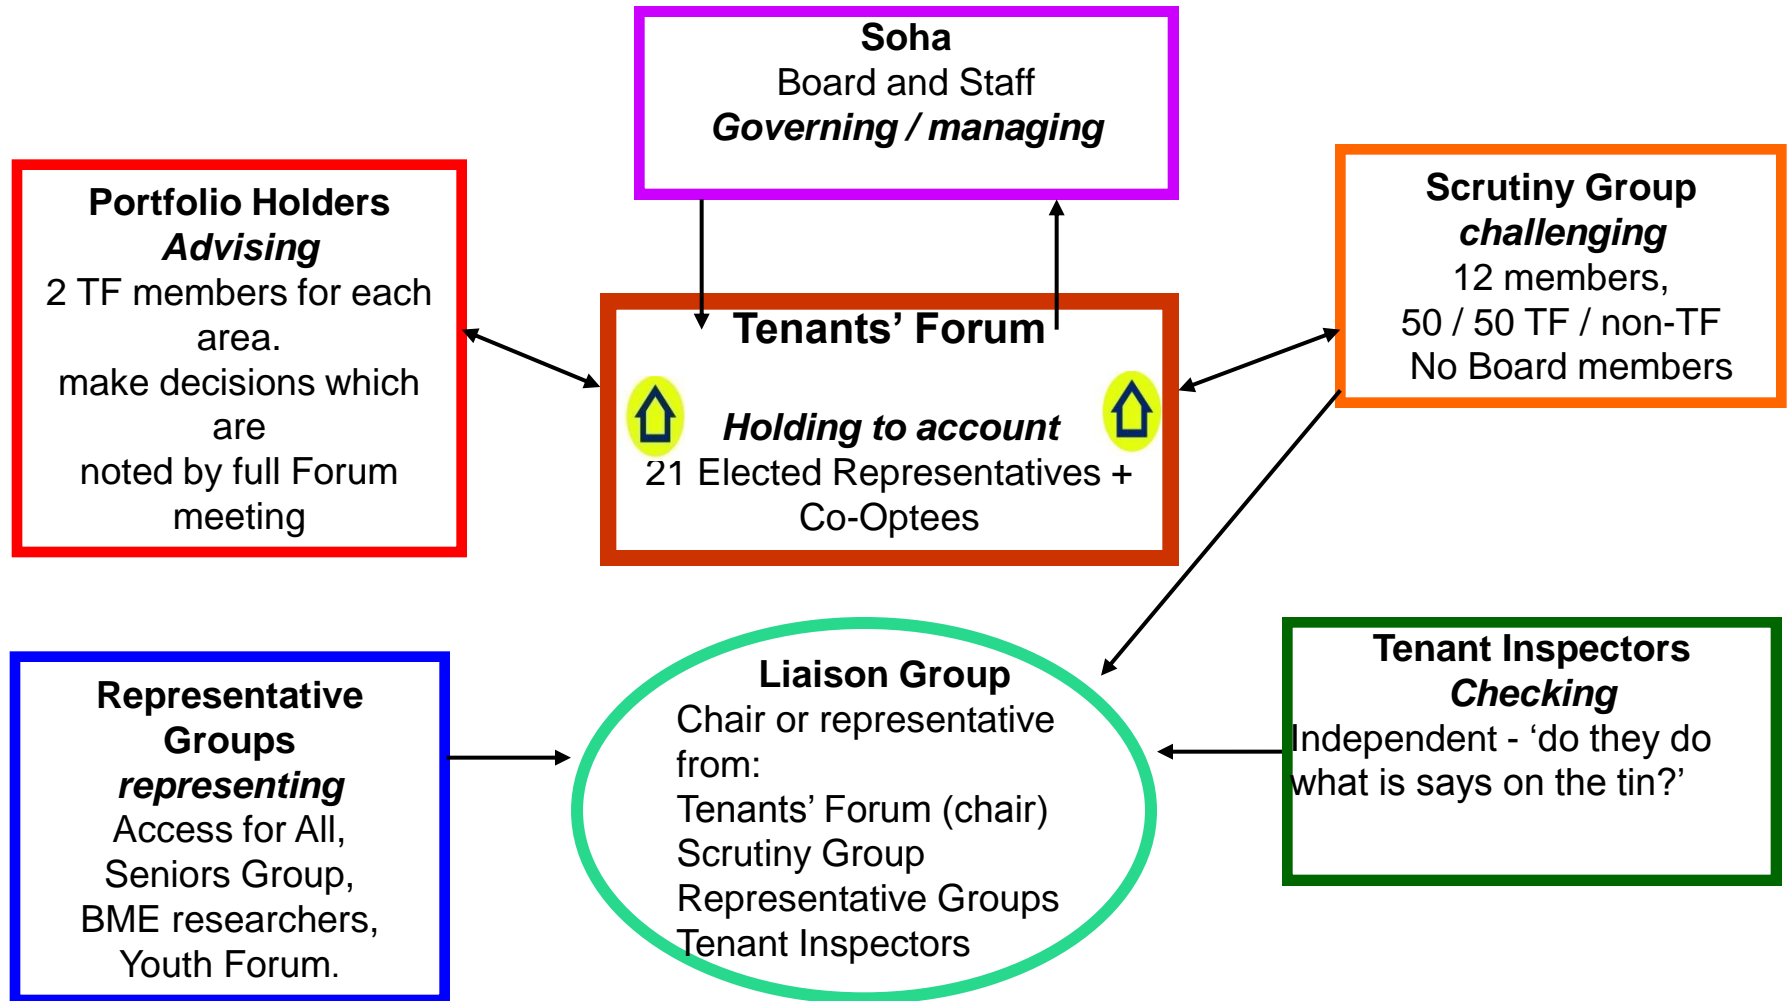 Soha
Board and Staff
Governing / managing
Portfolio Holders
Advising
2 TF members for each
area.
make decisions which
are
noted by full Forum
meeting
Tenants’ Forum
Holding to account
21 Elected Representatives +
Co-Optees
Scrutiny Group
challenging
12 members,
50 / 50 TF / non-TF
No Board members
Representative
Groups
representing
Access for All,
Seniors Group,
BME researchers,
Youth Forum.
Liaison Group
Chair or representative
from:
Tenants’ Forum (chair)
Scrutiny Group
Representative Groups
Tenant Inspectors
Tenant Inspectors
Checking
Independent - ‘do they do
what is says on the tin?’